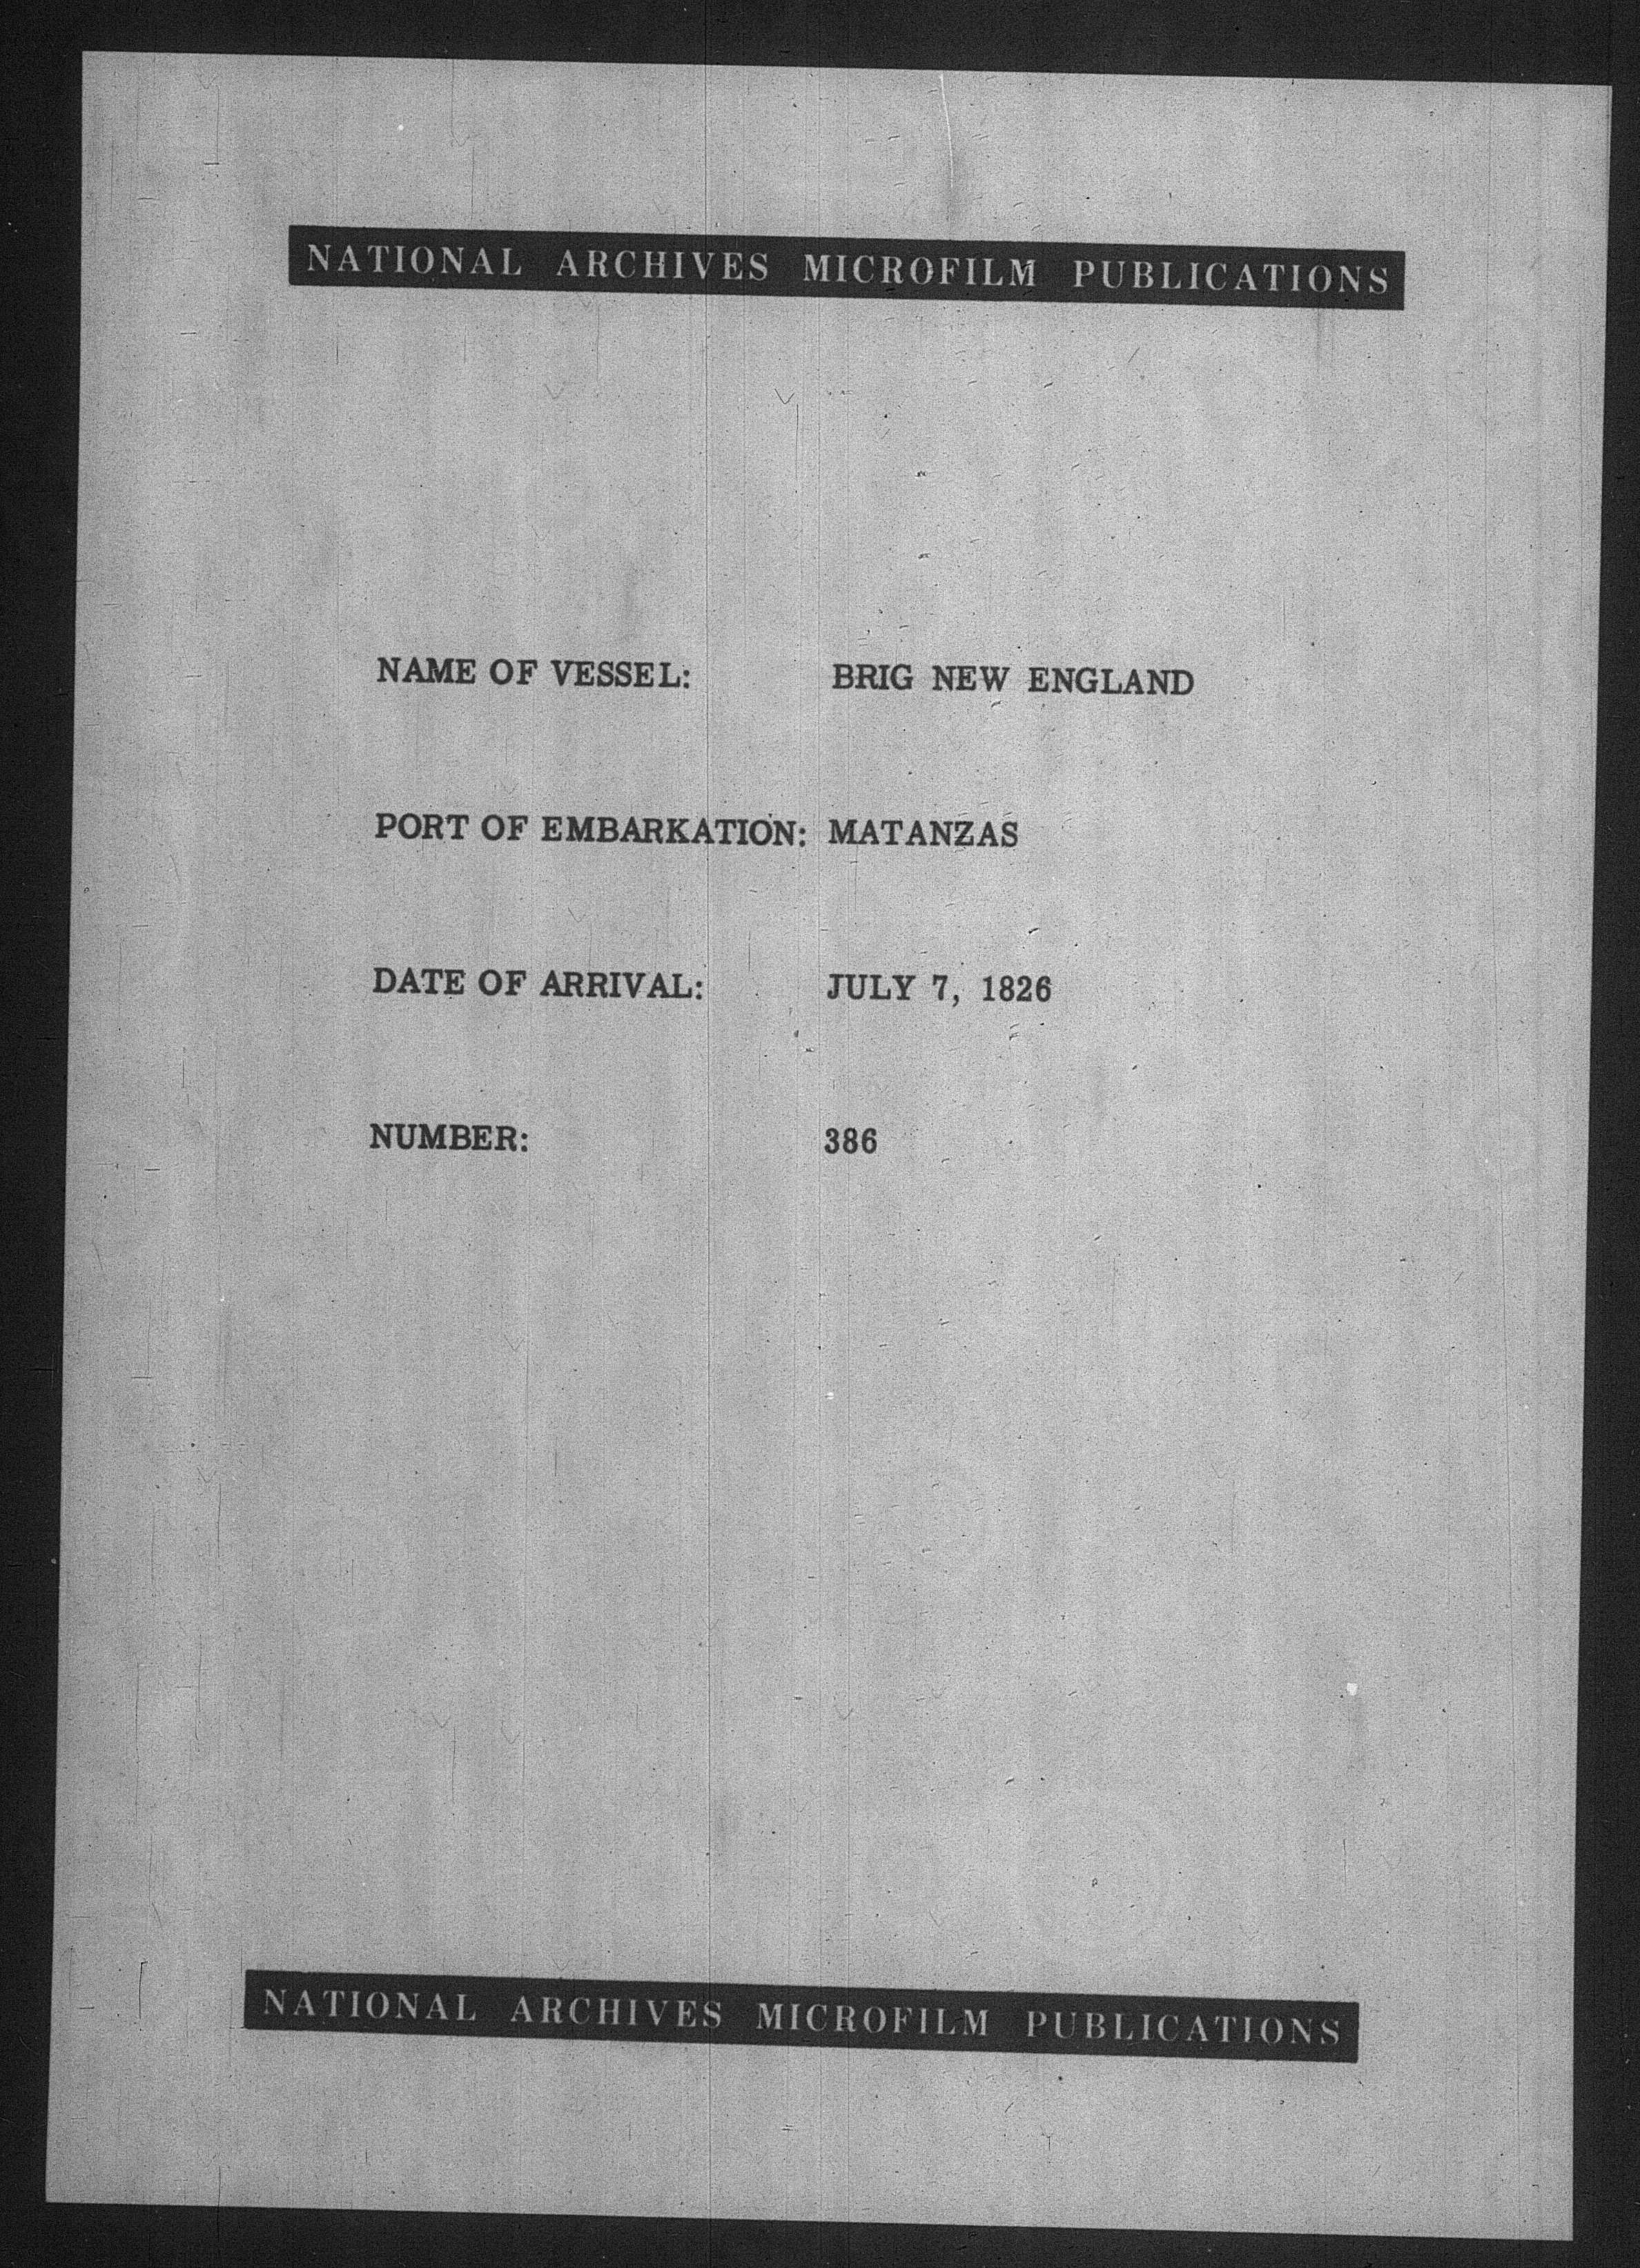 NATIONAL ARCHIVES MICROFILM PUBLICATIONS
NAME OF VESSEL: BRIG NEW ENGLAND
PORT OF EMBARKATION: MATANZAS
DATE OF ARRIVAL: JULY 7, 1826
NUMBER: 386
NATIONAL ARCHIVES MICROFILM PUBLICATIONS